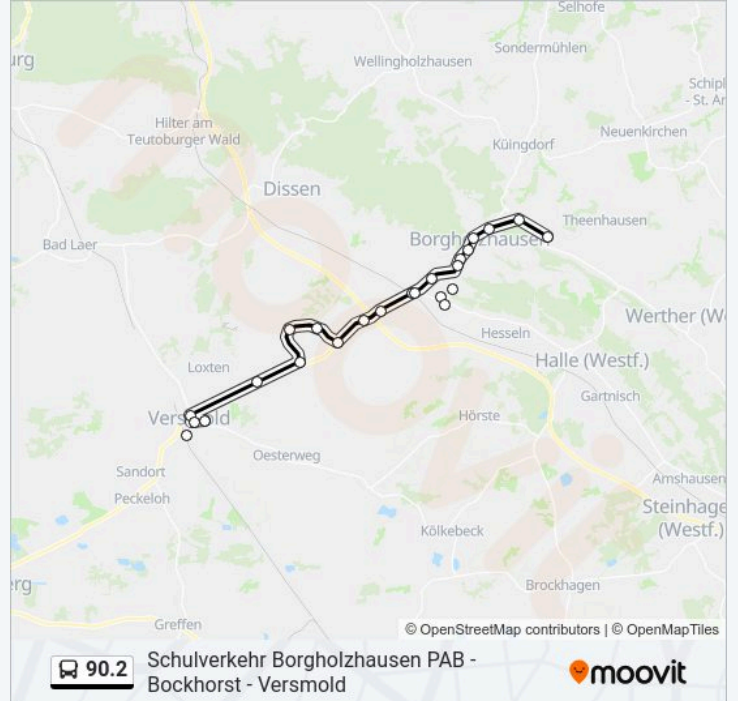 Selhofe
Sondermühlen
urg
Wellingholzhausen
Schipl
- St. An
Hilter am
Teutoburger Wald
Neuenkirchen
Küingdorf
Dissen
Theenhausen
Bad Laer
Borgholzhausen
Werther (We
Hesseln
Halle (Westf.)
Loxten
Gartnisch
Versmold
Hörste
Oesterweg
Sandort
Amshausen
Peckeloh
Steinhage
(Westf.)
Kölkebeck
erg
Brockhagen
Greffen
© OpenStreetMap contributors | © OpenMapTiles
90.2
Schulverkehr Borgholzhausen PAB -
Bockhorst - Versmold
moovit